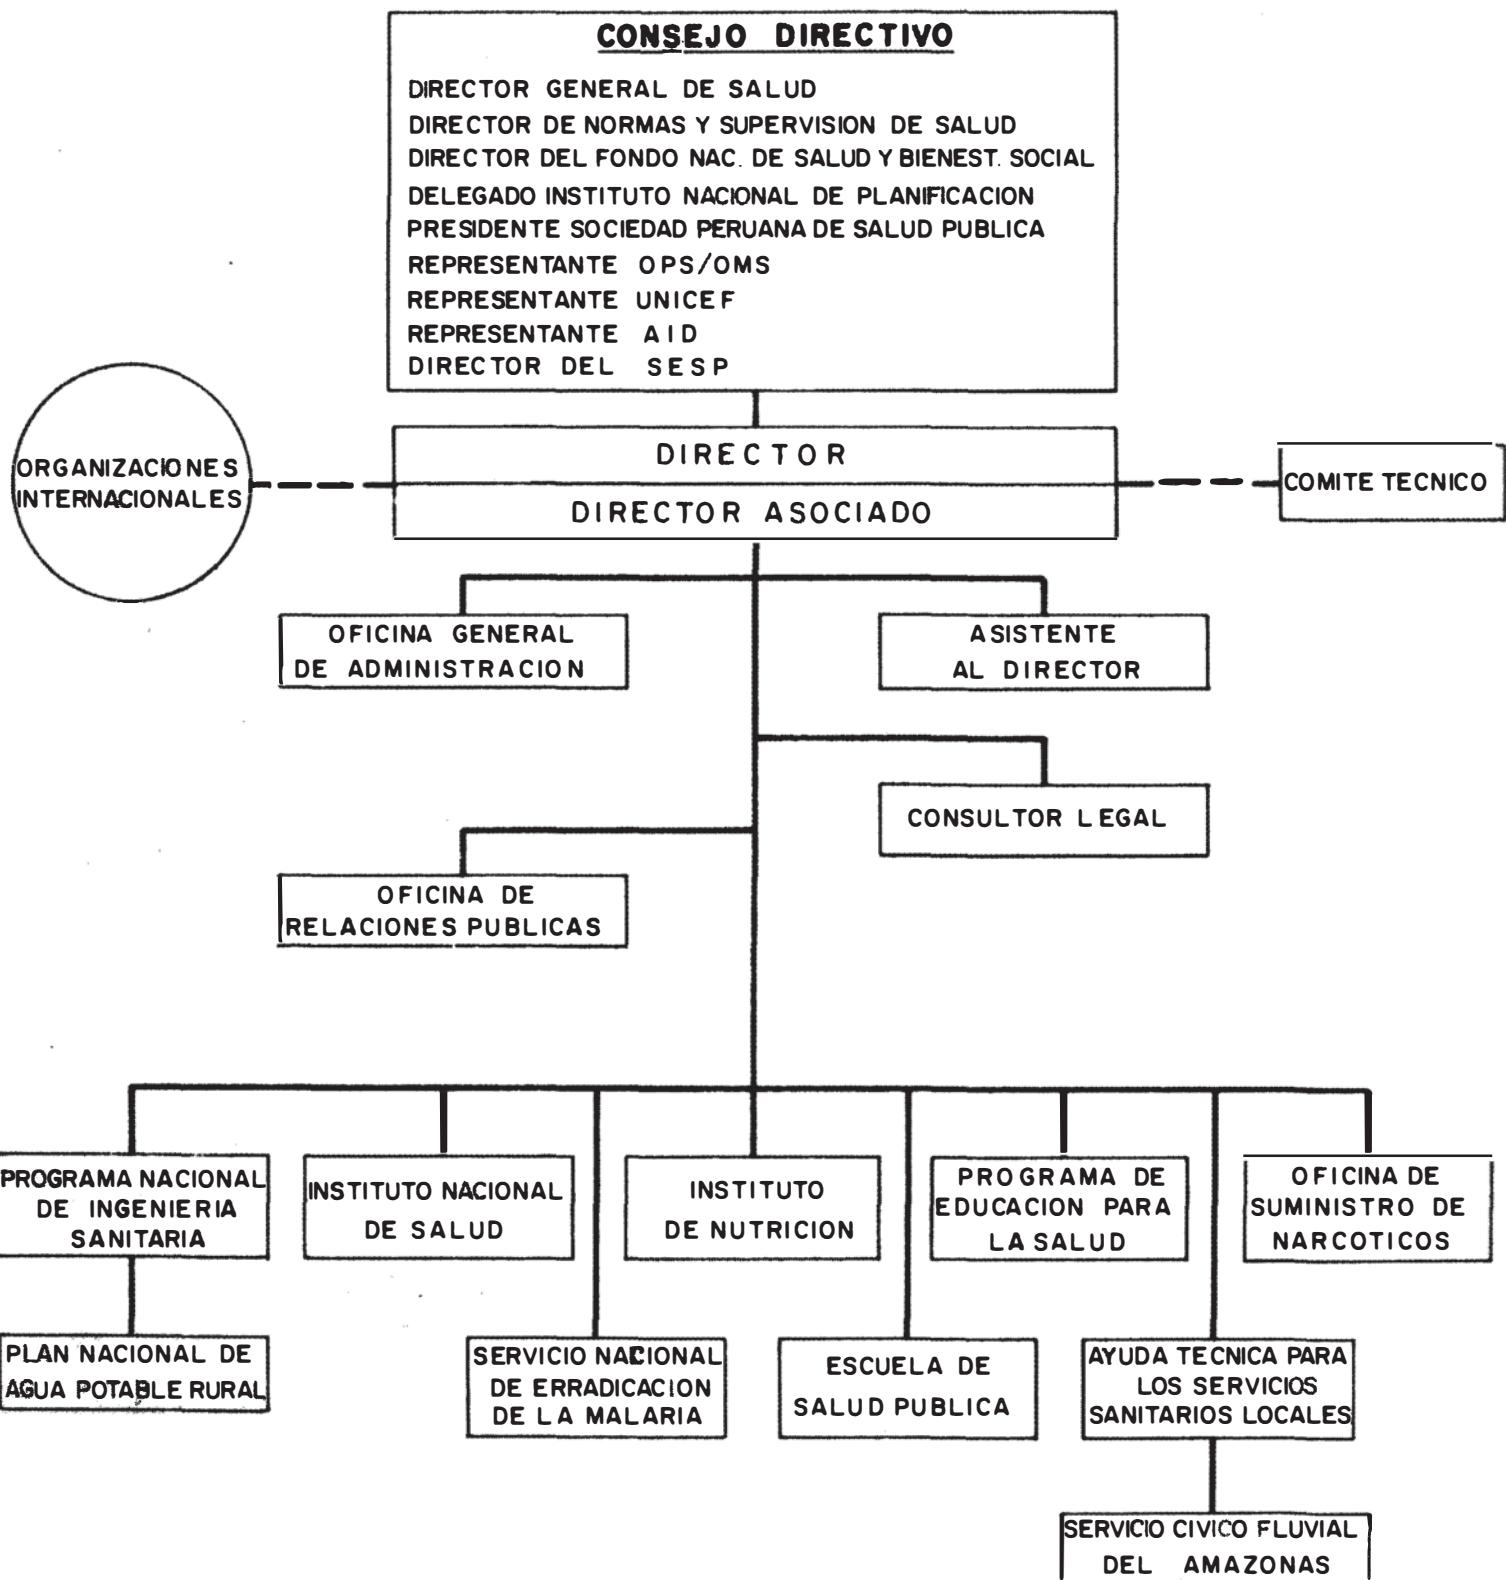 CONSEJO DIRECTIVO
DIRECTOR GENERAL DE SALUD
DIRECTOR DE NORMAS Y SUPERVISION DE SALUD
DIRECTOR DEL FONDO NAC. DE SALUD Y BIENEST. SOCIAL
DELEGADO INSTITUTO NACIONAL DE PLANIFICACION
PRESIDENTE SOCIEDAD PERUANA DE SALUD PUBLICA
REPRESENTANTE OPS/OMS
REPRESENTANTE UNICEF
REPRESENTANTE AID
DIRECTOR DEL SESP
ORGANIZACIONES
INTERNACIONALES
DIRECTOR
DIRECTOR ASOCIADO
COMITE TECNICO
OFICINA GENERAL
DE ADMINISTRACION
ASISTENTE
AL DIRECTOR
CONSULTOR LEGAL
OFICINA DE
RELACIONES PUBLICAS
PROGRAMA NACIONAL
DE INGENIERIA
SANITARIA
INSTITUTO NACIONAL
DE SALUD
INSTITUTO
DE NUTRICION
PROGRAMA DE
EDUCACION PARA
LA SALUD
OFICINA DE
SUMINISTRO DE
NARCOTICOS
PLAN NACIONAL DE
AGUA POTABLE RURAL
SERVICIO NACIONAL
DE ERRADICACION
DE LA MALARIA
ESCUELA DE
SALUD PUBLICA
AYUDA TECNICA PARA
LOS SERVICIOS
SANITARIOS LOCALES
SERVICIO CIVICO FLUVIAL
DEL AMAZONAS